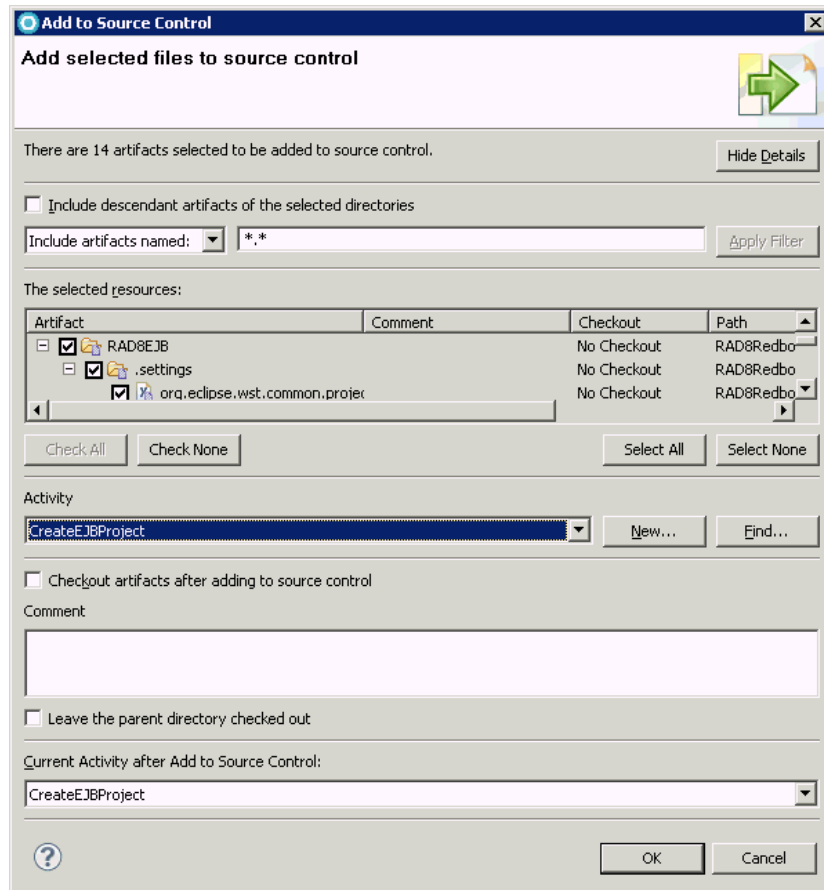 Add to Source Control
Add selected files to source control
There are 14 artifacts selected to be added to source control.
Hide Details
Include descendant artifacts of the selected directories
Include artifacts named: *.* Apply Filter
The selected resources:
Artifact Comment Checkout Path
RAD8EJB No Checkout RAD8Redbo
.settings No Checkout RAD8Redbo
org.eclipse.wst.common.projec No Checkout RAD8Redbo
Check All Check None Select All Select None
Activity
CreateEJBProject New... Find...
Checkout artifacts after adding to source control
Comment
Leave the parent directory checked out
Current Activity after Add to Source Control:
CreateEJBProject
OK Cancel